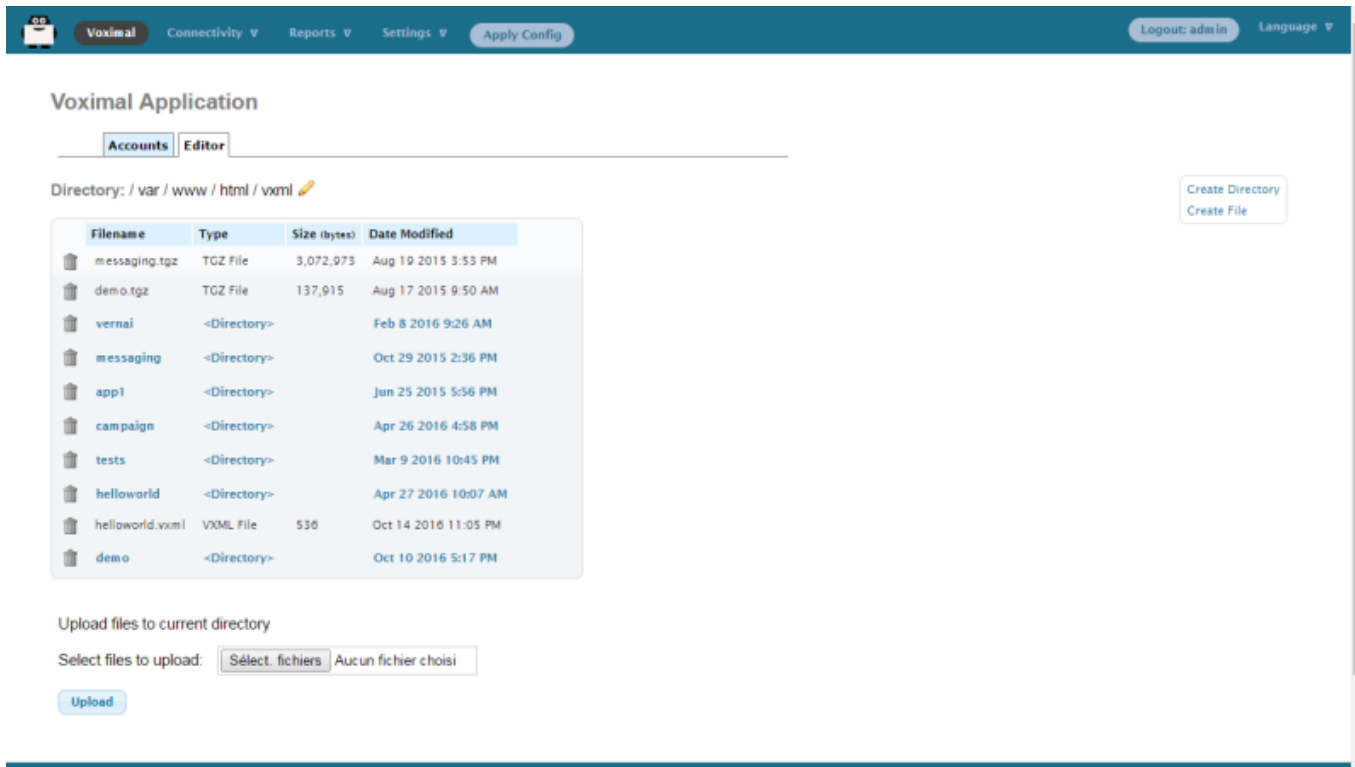 Voximal Connectivity ∇ Reports ∇ Settings ∇ Apply Config Logout: admin Language ∇
Voximal Application
Accounts Editor
Directory: / var / www / html / vxml
Create Directory
Create File
Filename Type Size (bytes) Date Modified
messaging.tgz TGZ File 3,072,973 Aug 19 2015 3:53 PM
demo.tgz TGZ File 137,915 Aug 17 2015 9:50 AM
vernai <Directory> Feb 8 2016 9:26 AM
messaging <Directory> Oct 29 2015 2:36 PM
app1 <Directory> Jun 25 2015 5:56 PM
campaign <Directory> Apr 26 2016 4:58 PM
tests <Directory> Mar 9 2016 10:45 PM
helloworld <Directory> Apr 27 2016 10:07 AM
helloworld.vxml VXML File 536 Oct 14 2016 11:05 PM
demo <Directory> Oct 10 2016 5:17 PM
Upload files to current directory
Select files to upload: Sélect. fichiers Aucun fichier choisi
Upload